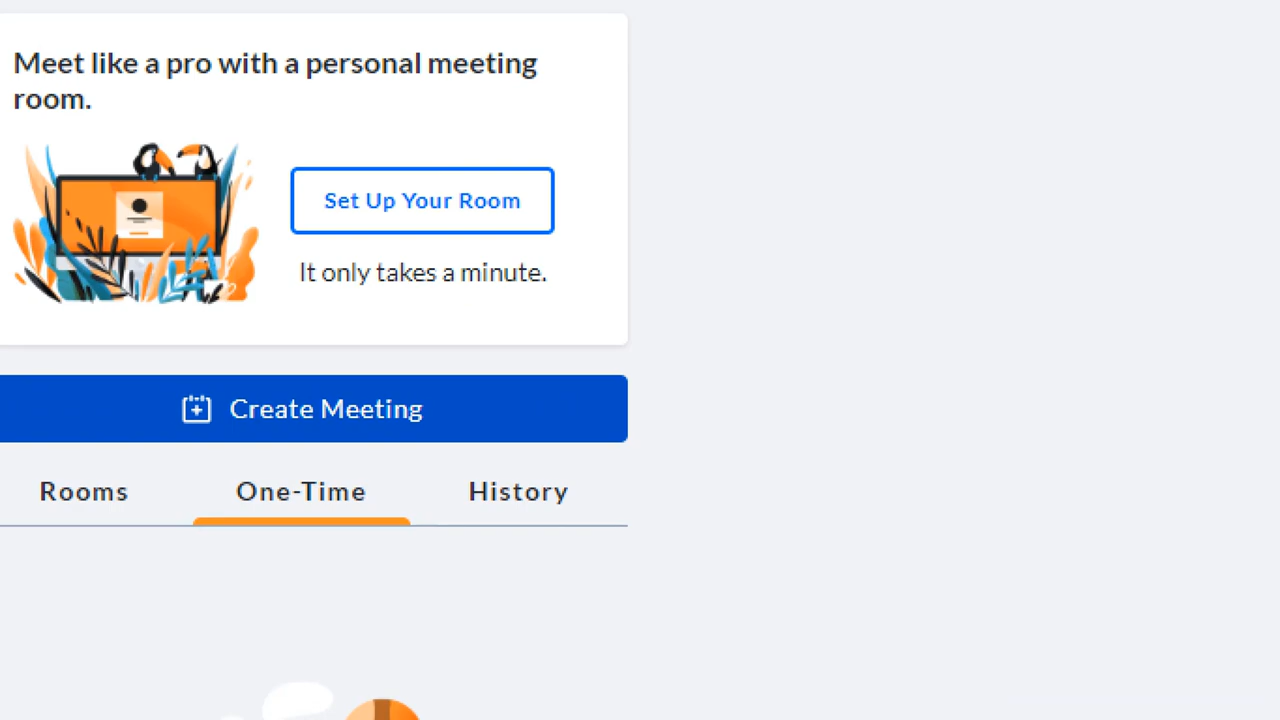 Meet like a pro with a personal meeting
room.
Set Up Your Room
It only takes a minute.
Create Meeting
Rooms One-Time History